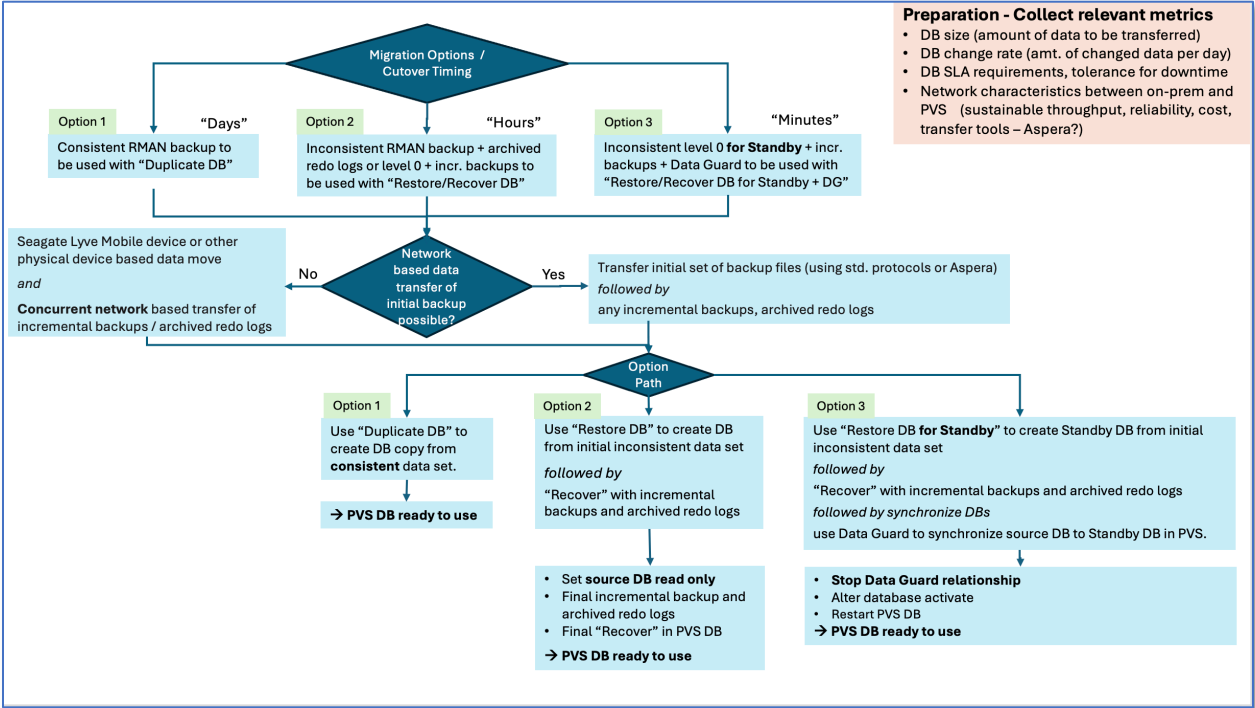 Preparation - Collect relevant metrics
• DB size (amount of data to be transferred)
• DB change rate (amt. of changed data per day)
• DB SLA requirements, tolerance for downtime
• Network characteristics between on-prem and
PVS (sustainable throughput, reliability, cost,
transfer tools – Aspera?)
Migration Options /
Cutover Timing
Option 1
“Days”
Consistent RMAN backup to
be used with “Duplicate DB”
Option 2
“Hours”
Inconsistent RMAN backup + archived
redo logs or level 0 + incr. backups to
be used with “Restore/Recover DB”
Option 3
“Minutes”
Inconsistent level 0 for Standby + incr.
backups + Data Guard to be used with
“Restore/Recover DB for Standby + DG”
Seagate Lyve Mobile device or other
physical device based data move
and
Concurrent network based transfer of
incremental backups / archived redo logs
No
Network
based data
transfer of
initial backup
possible?
Yes
Transfer initial set of backup files (using std. protocols or Aspera)
followed by
any incremental backups, archived redo logs
Option
Path
Option 1
Use “Duplicate DB” to
create DB copy from
consistent data set.
→ PVS DB ready to use
Option 2
Use “Restore DB” to create DB
from initial inconsistent data set
followed by
“Recover” with incremental
backups and archived redo logs
• Set source DB read only
• Final incremental backup and
archived redo logs
• Final “Recover” in PVS DB
→ PVS DB ready to use
Option 3
Use “Restore DB for Standby” to create Standby DB from initial
inconsistent data set
followed by
“Recover” with incremental backups and archived redo logs
followed by synchronize DBs
use Data Guard to synchronize source DB to Standby DB in PVS.
• Stop Data Guard relationship
• Alter database activate
• Restart PVS DB
→ PVS DB ready to use